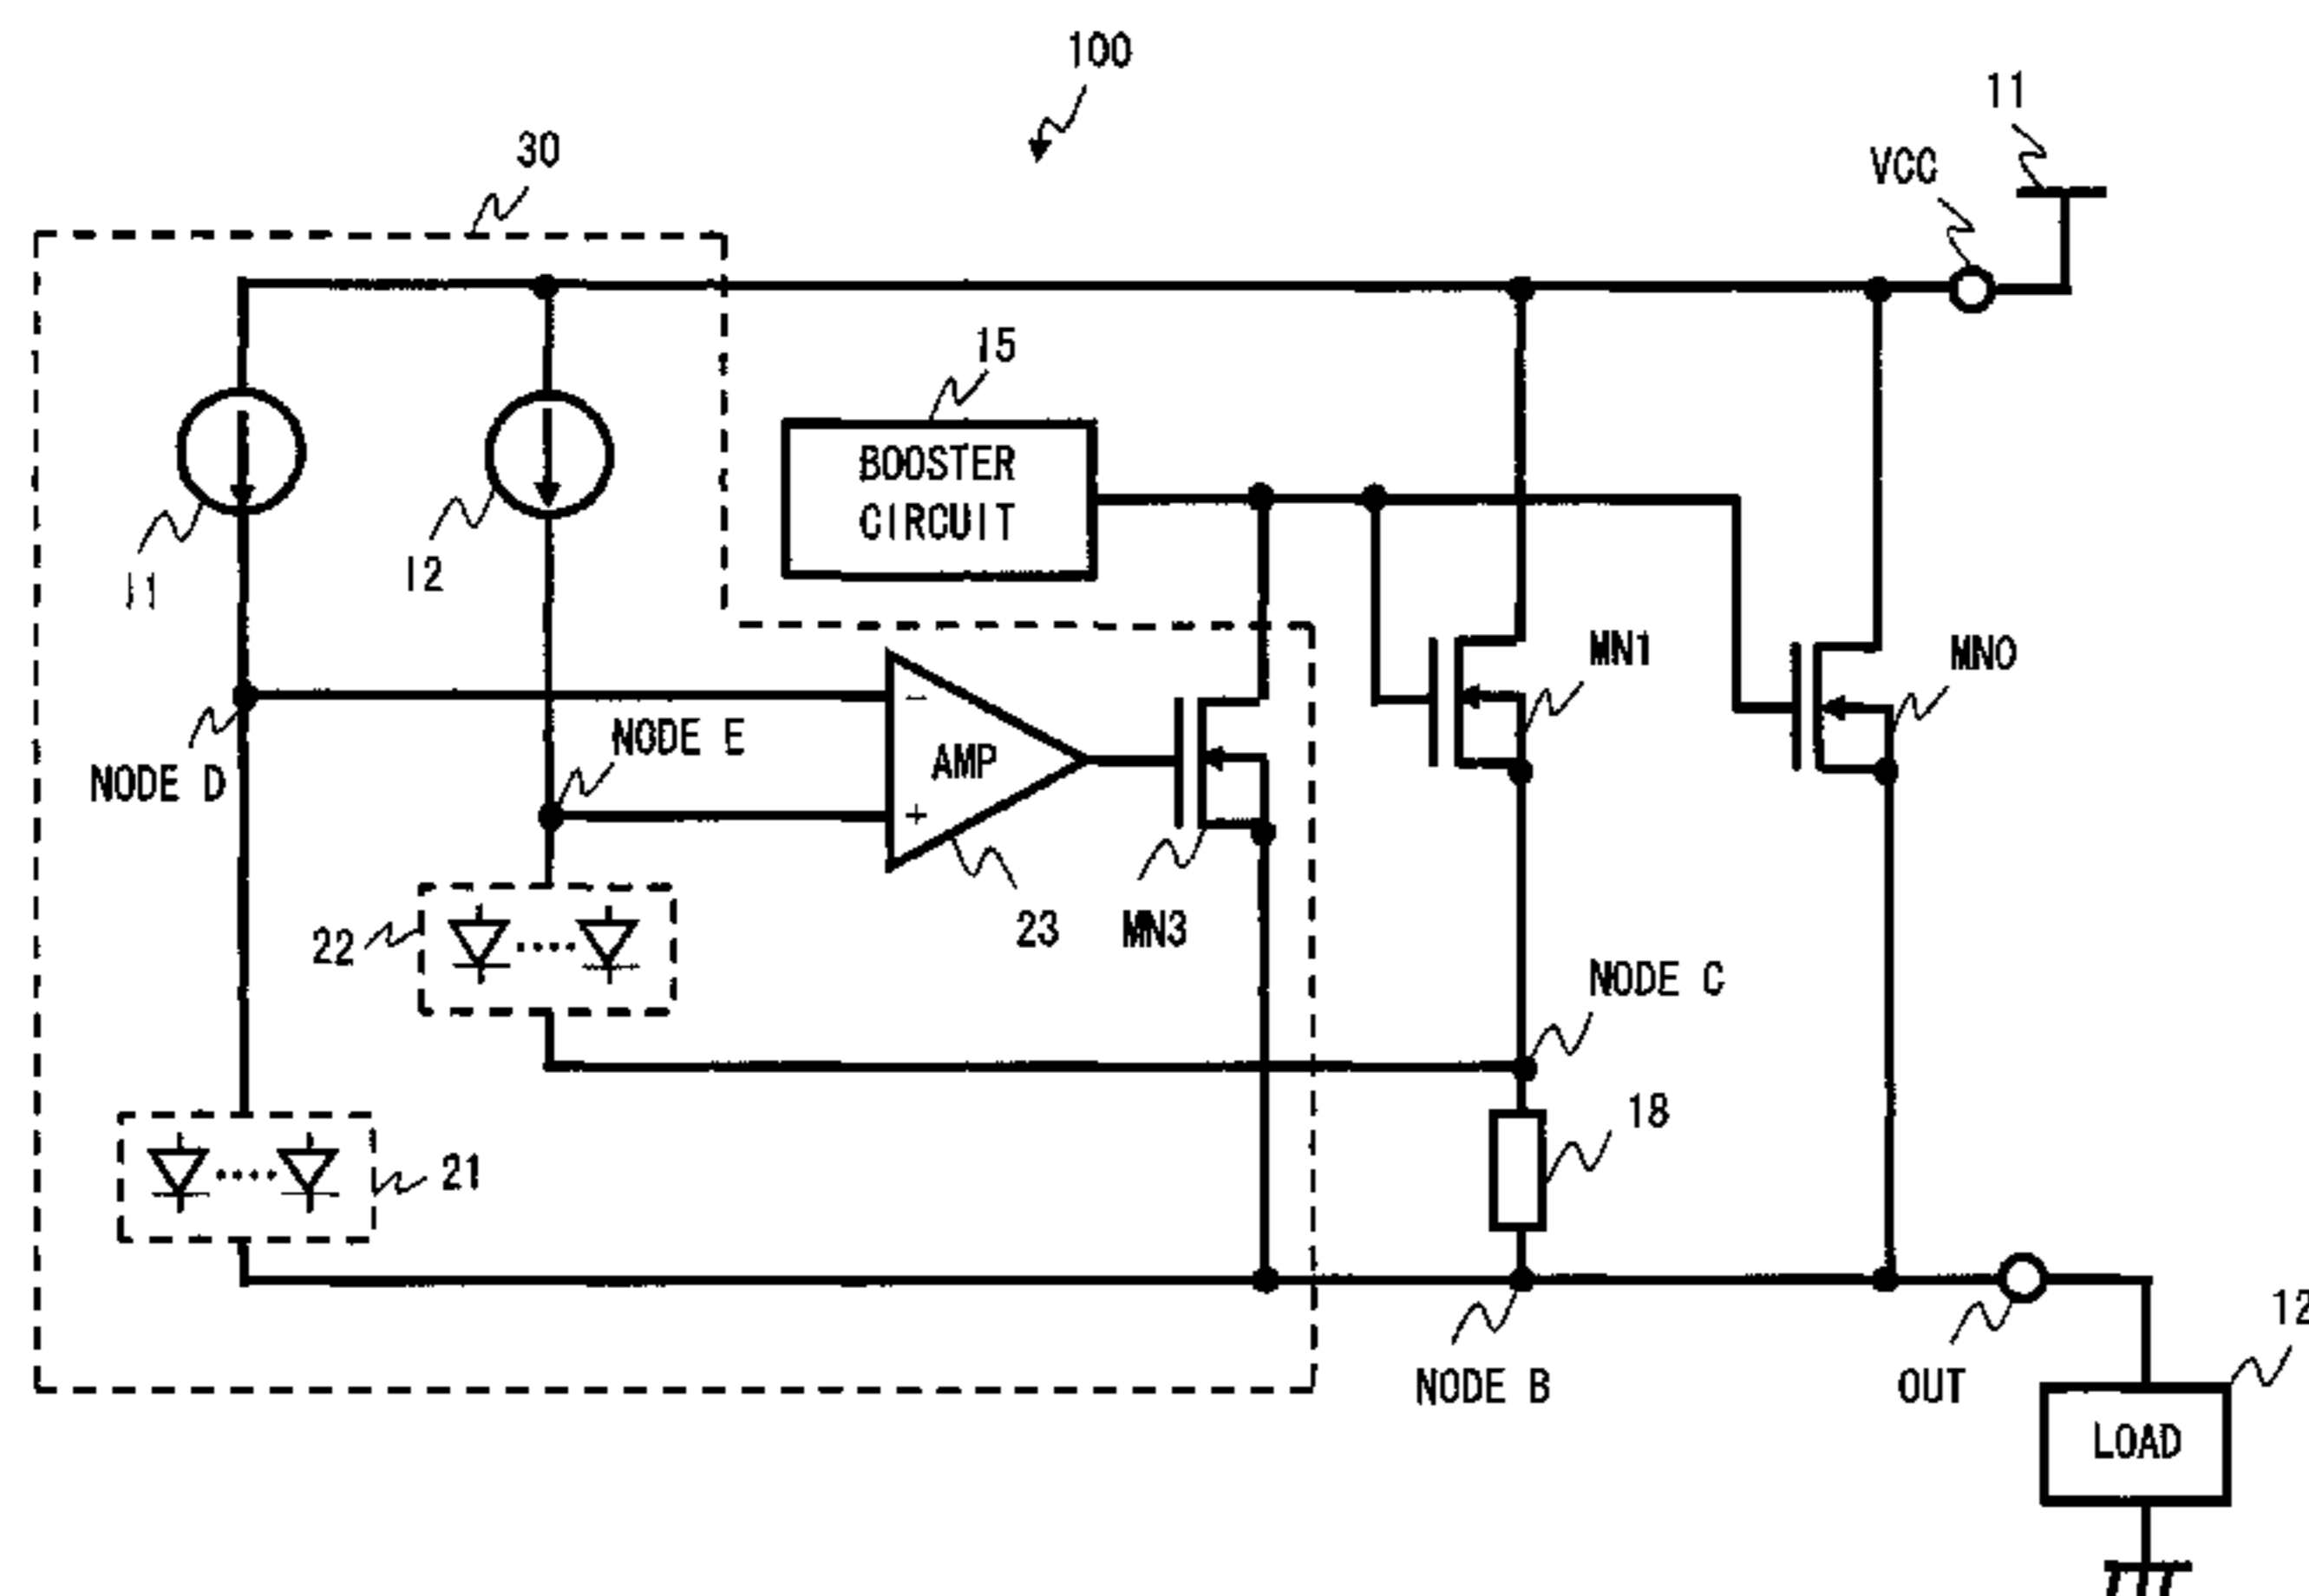 100
11
VCC
30
15
BOOSTER
CIRCUIT
I1
I2
MN1
MN0
NODE D
NODE E
-
AMP
+
23
MN3
22
NODE C
18
21
12
NODE B
OUT
LOAD